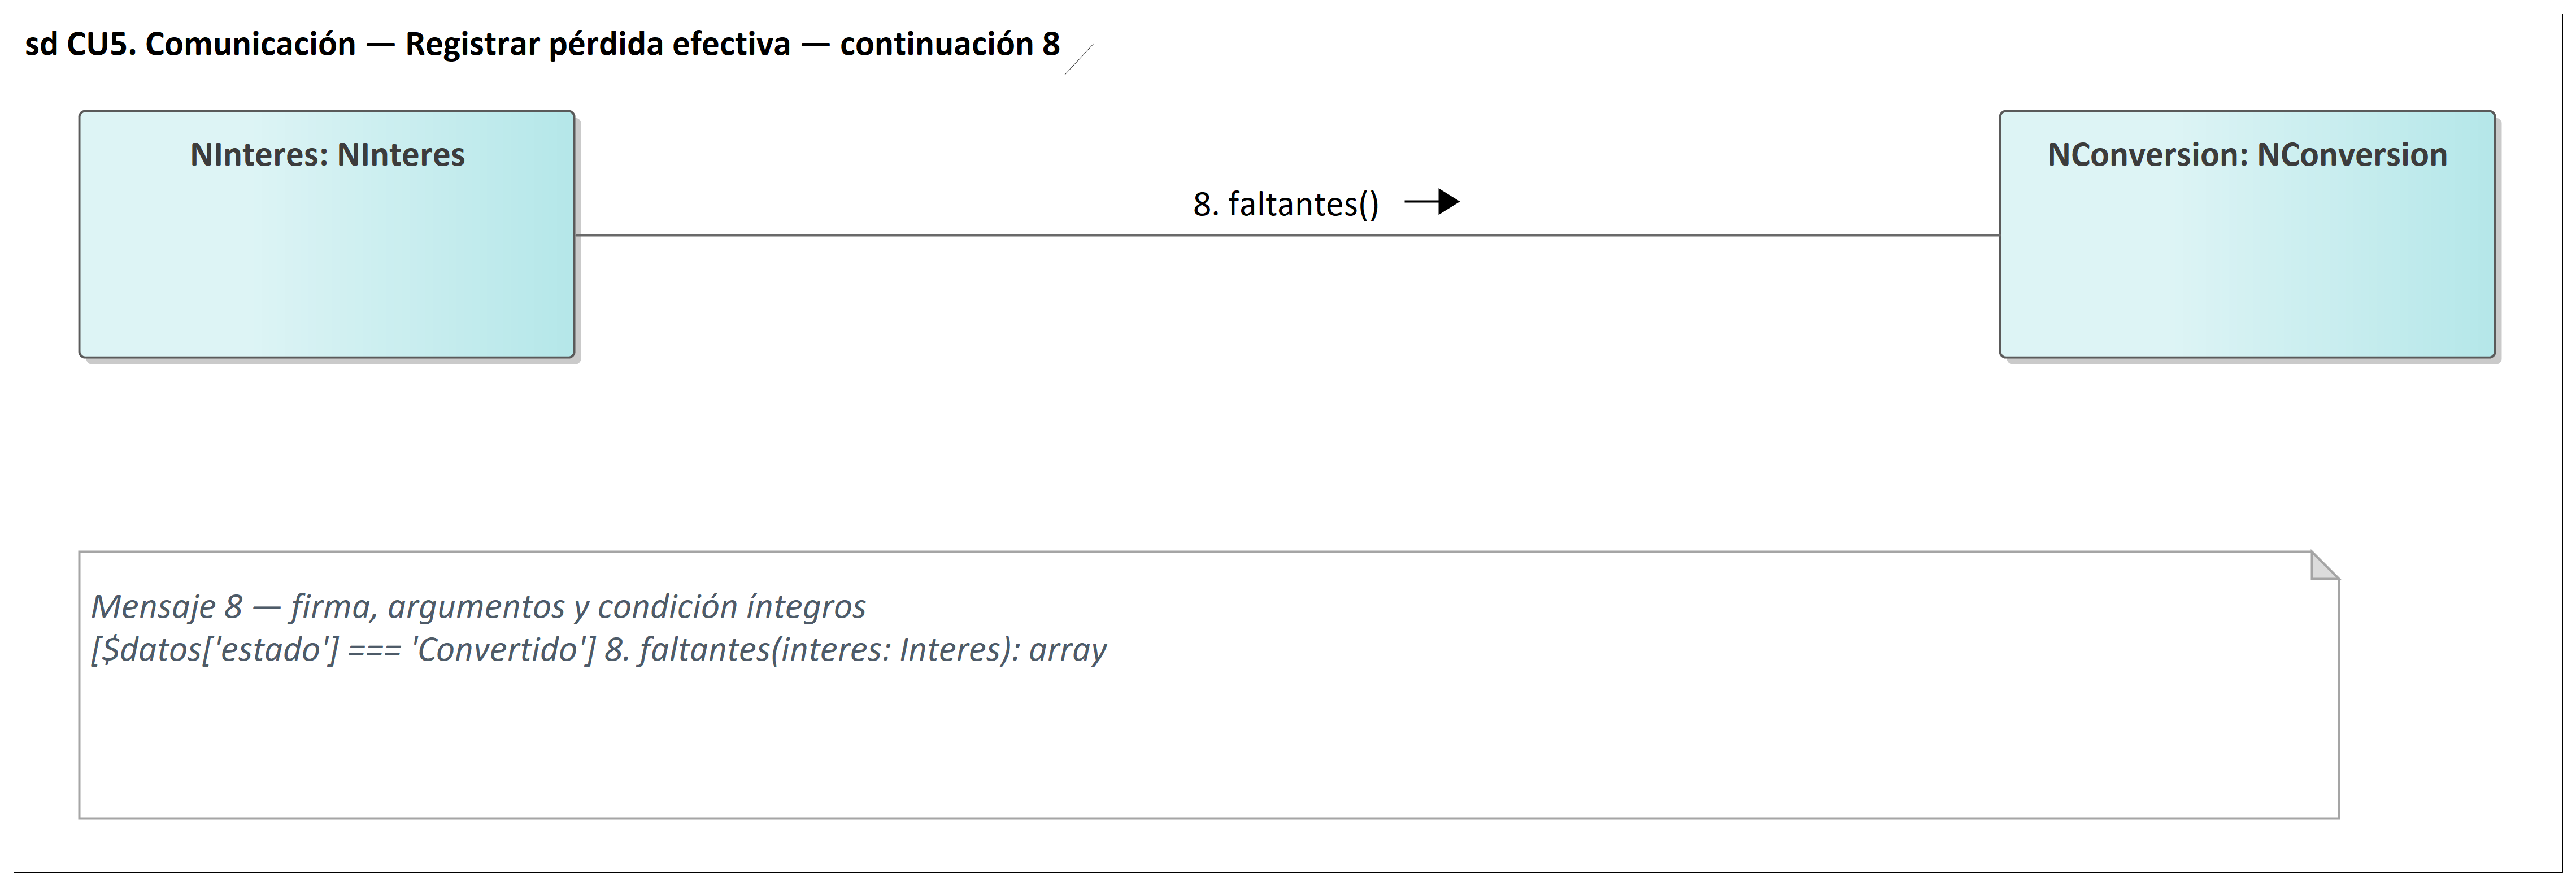 sd CU5. Comunicación — Registrar pérdida efectiva — continuación 8
NInteres: NInteres
NConversion: NConversion
8. faltantes()
Mensaje 8 — firma, argumentos y condición íntegros
[$datos['estado'] === 'Convertido'] 8. faltantes(interes: Interes): array